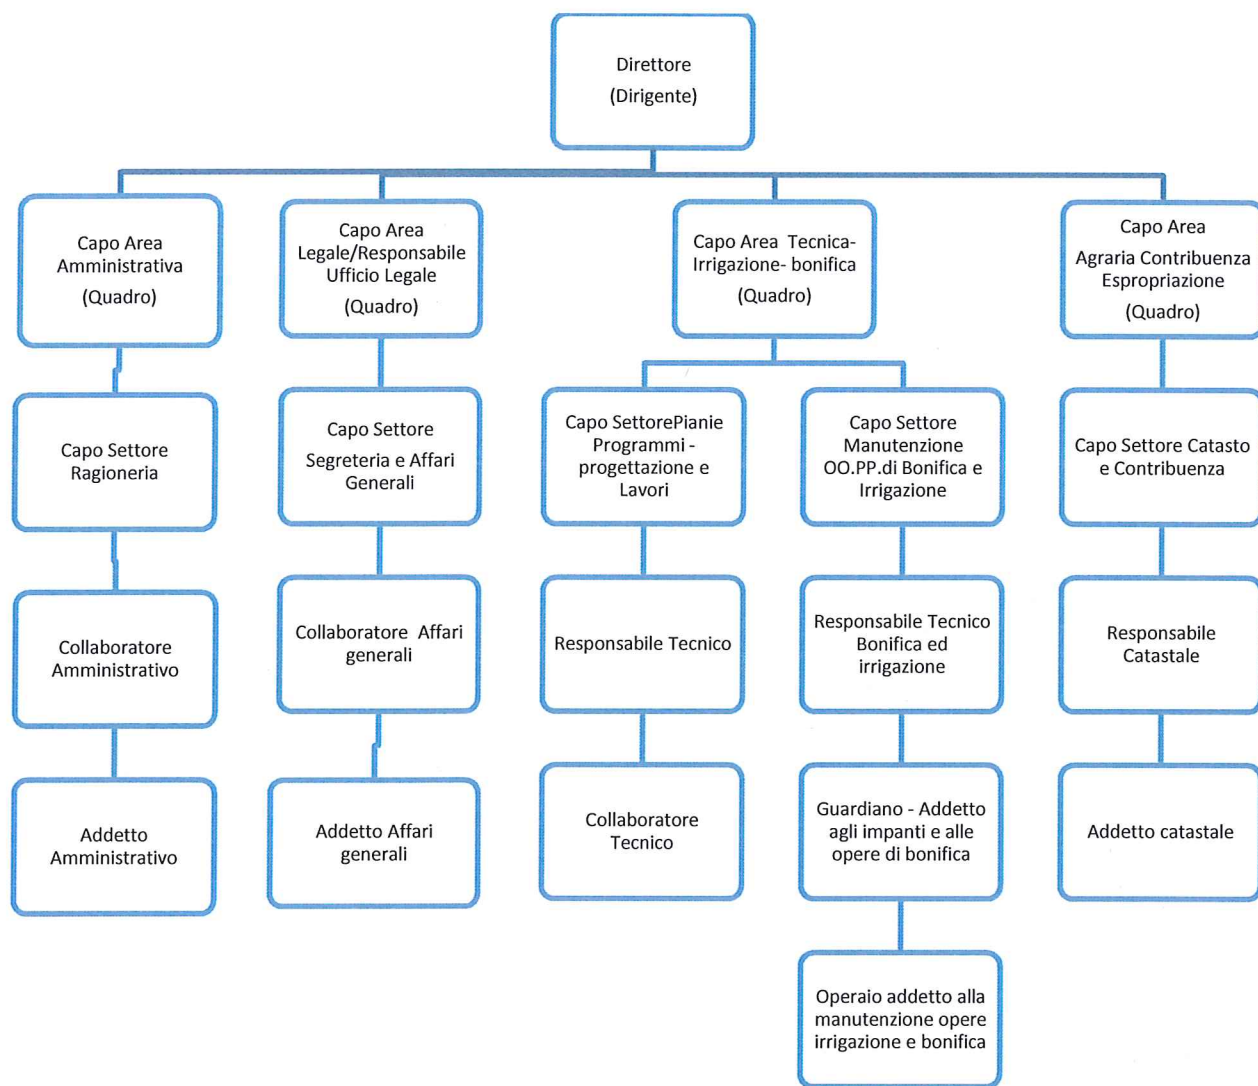 Direttore
(Dirigente)
Capo Area
Amministrativa
(Quadro)
Capo Area
Legale/Responsabile
Ufficio Legale
(Quadro)
Capo Area  Tecnica-
Irrigazione- bonifica
(Quadro)
Capo Area
Agraria Contribuenza
Espropriazione
(Quadro)
Capo Settore
Ragioneria
Capo Settore
Segreteria e Affari
Generali
Capo SettorePianie
Programmi -
progettazione e
Lavori
Capo Settore
Manutenzione
OO.PP.di Bonifica e
Irrigazione
Capo Settore Catasto
e Contribuenza
Collaboratore
Amministrativo
Collaboratore  Affari
generali
Responsabile Tecnico
Responsabile Tecnico
Bonifica ed
irrigazione
Responsabile
Catastale
Addetto
Amministrativo
Addetto Affari
generali
Collaboratore
Tecnico
Guardiano - Addetto
agli impanti e alle
opere di bonifica
Addetto catastale
Operaio addetto alla
manutenzione opere
irrigazione e bonifica